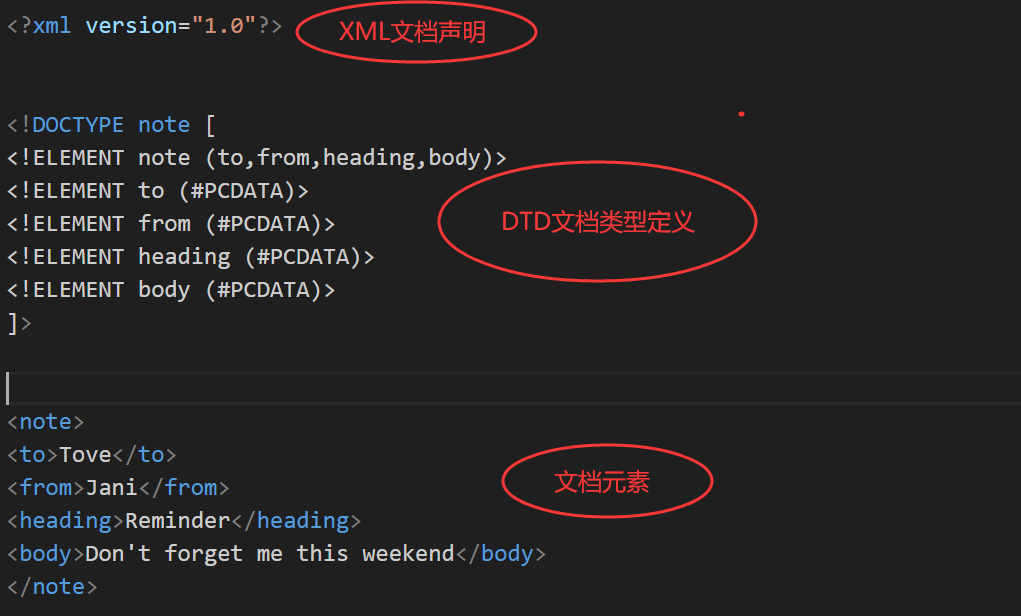 <?xml version="1.0"?> XML文档声明
<!DOCTYPE note [
<!ELEMENT note (to,from,heading,body)>
<!ELEMENT to (#PCDATA)>
<!ELEMENT from (#PCDATA)> DTD文档类型定义
<!ELEMENT heading (#PCDATA)>
<!ELEMENT body (#PCDATA)>
]>
<note>
<to>Tove</to>
<from>Jani</from> 文档元素
<heading>Reminder</heading>
<body>Don't forget me this weekend</body>
</note>